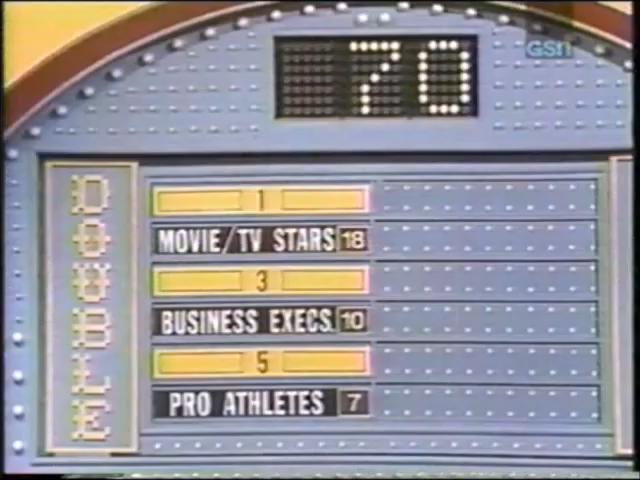 70
GSN
DOUBLE
1
MOVIE/TV STARS 18
3
BUSINESS EXECS. 10
5
PRO ATHLETES 7